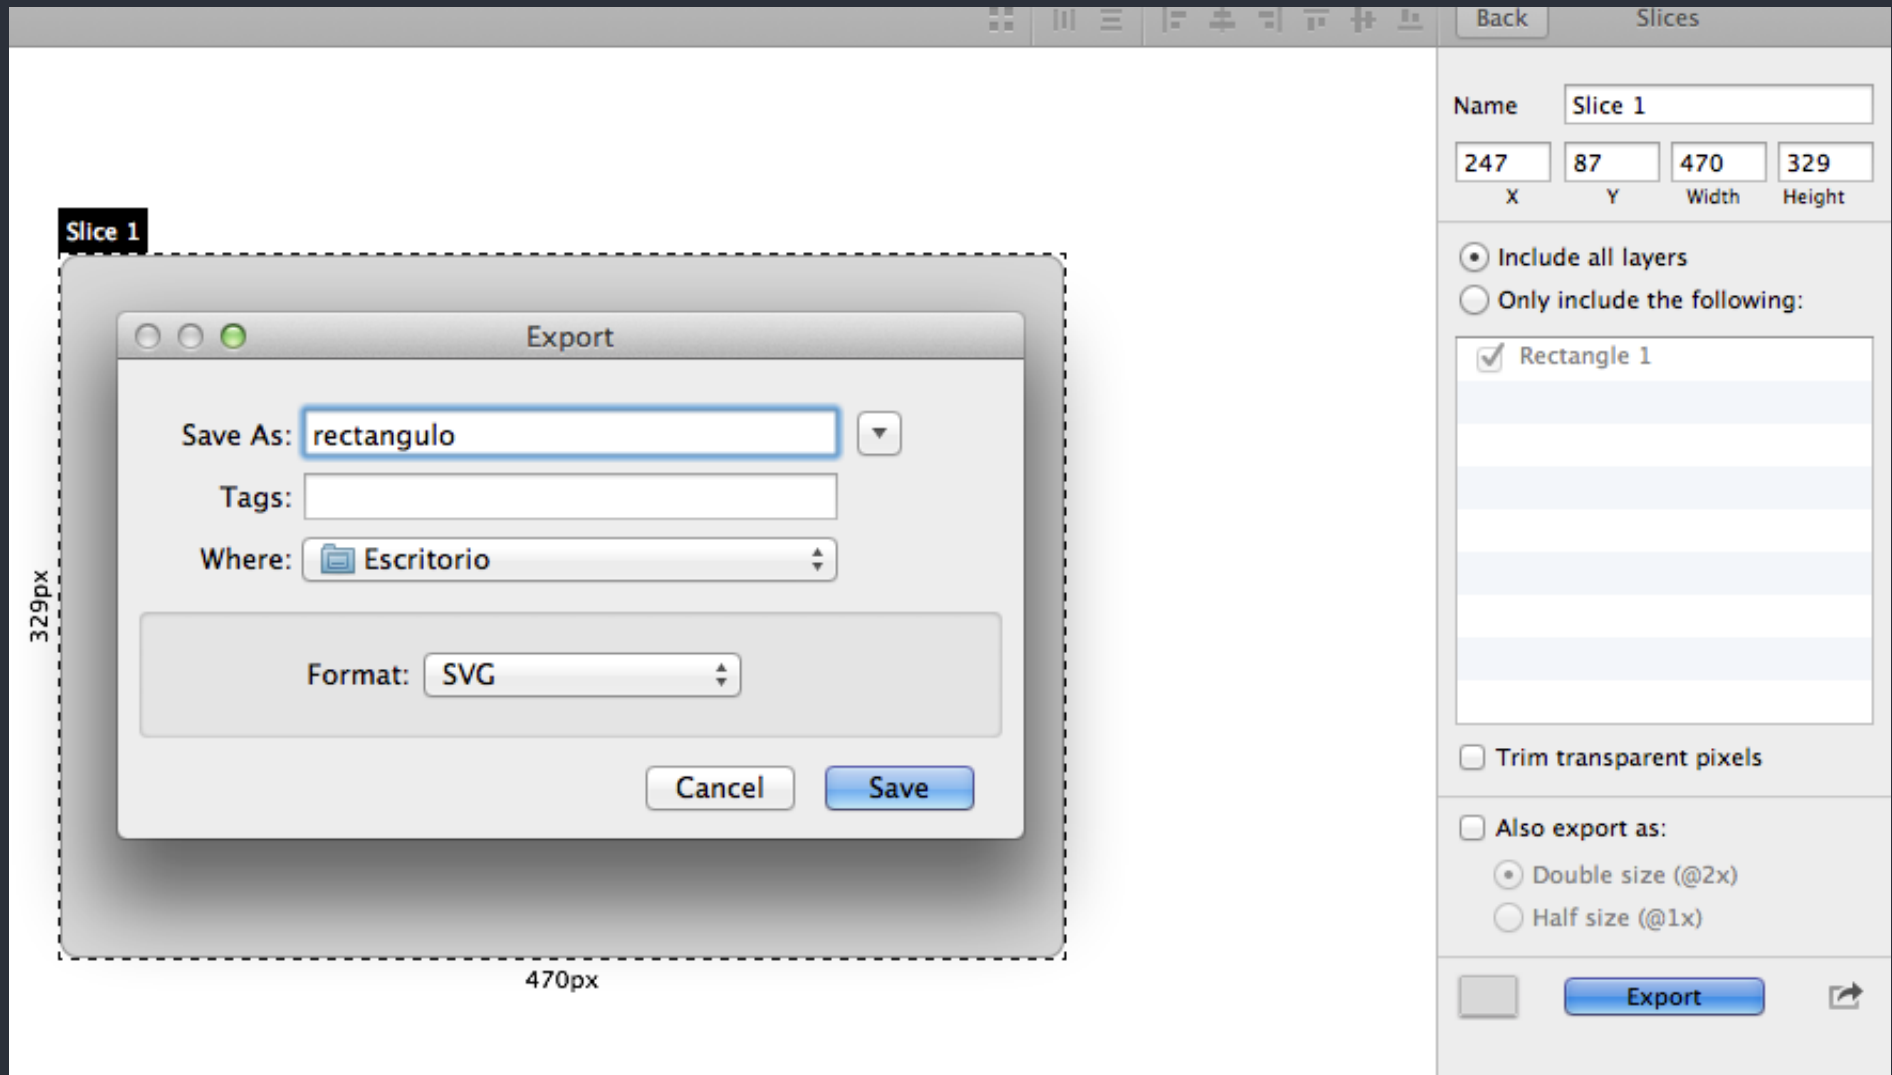 Back Slices
Name Slice 1
247 87 470 329
X Y Width Height
Include all layers
Only include the following:
Rectangle 1
Trim transparent pixels
Also export as:
Double size (@2x)
Half size (@1x)
Export
Slice 1
Export
Save As: rectangulo
Tags:
Where: Escritorio
Format: SVG
Cancel Save
329px
470px